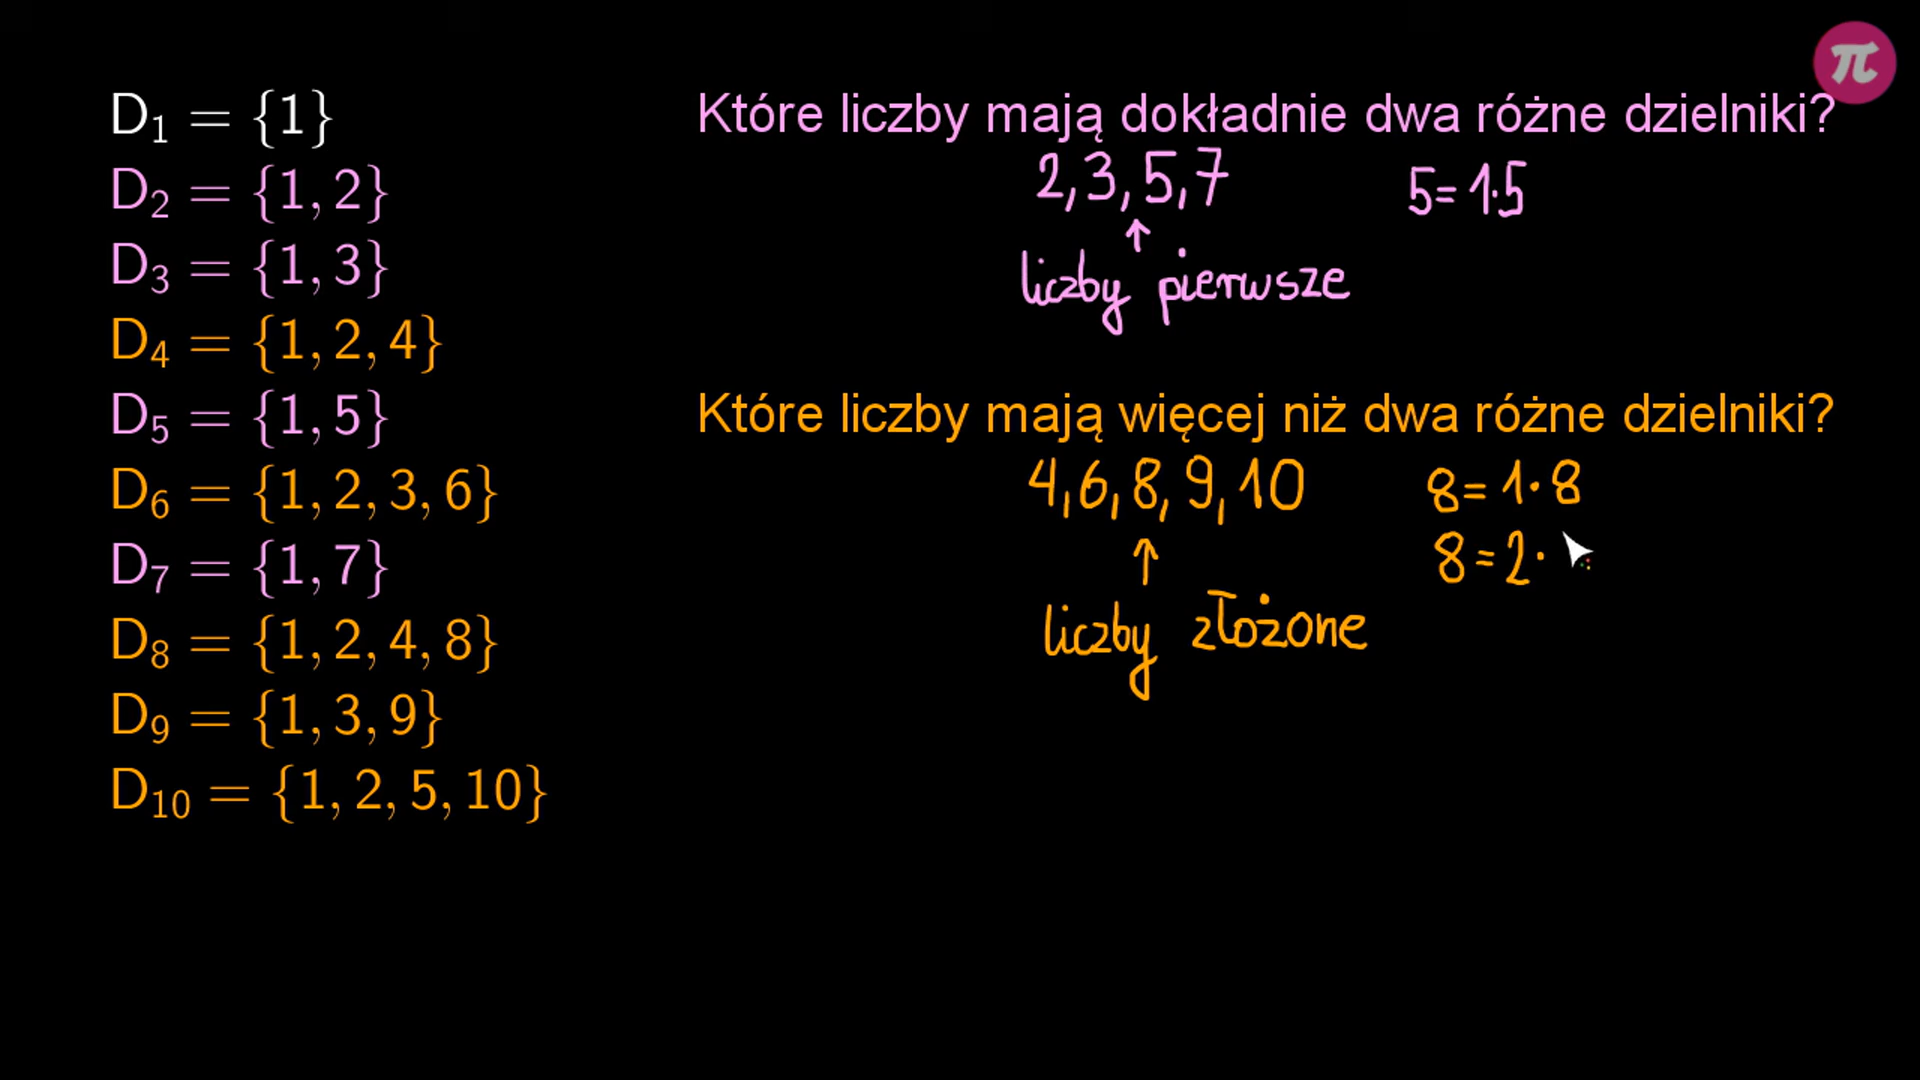 D₁ = {1}
D₂ = {1, 2}
D₃ = {1, 3}
D₄ = {1, 2, 4}
D₅ = {1, 5}
D₆ = {1, 2, 3, 6}
D₇ = {1, 7}
D₈ = {1, 2, 4, 8}
D₉ = {1, 3, 9}
D₁₀ = {1, 2, 5, 10}
π
Które liczby mają dokładnie dwa różne dzielniki?
2, 3, 5, 7
5 = 1·5
↑
liczby pierwsze
Które liczby mają więcej niż dwa różne dzielniki?
4, 6, 8, 9, 10
8 = 1·8
8 = 2·
↑
liczby złożone